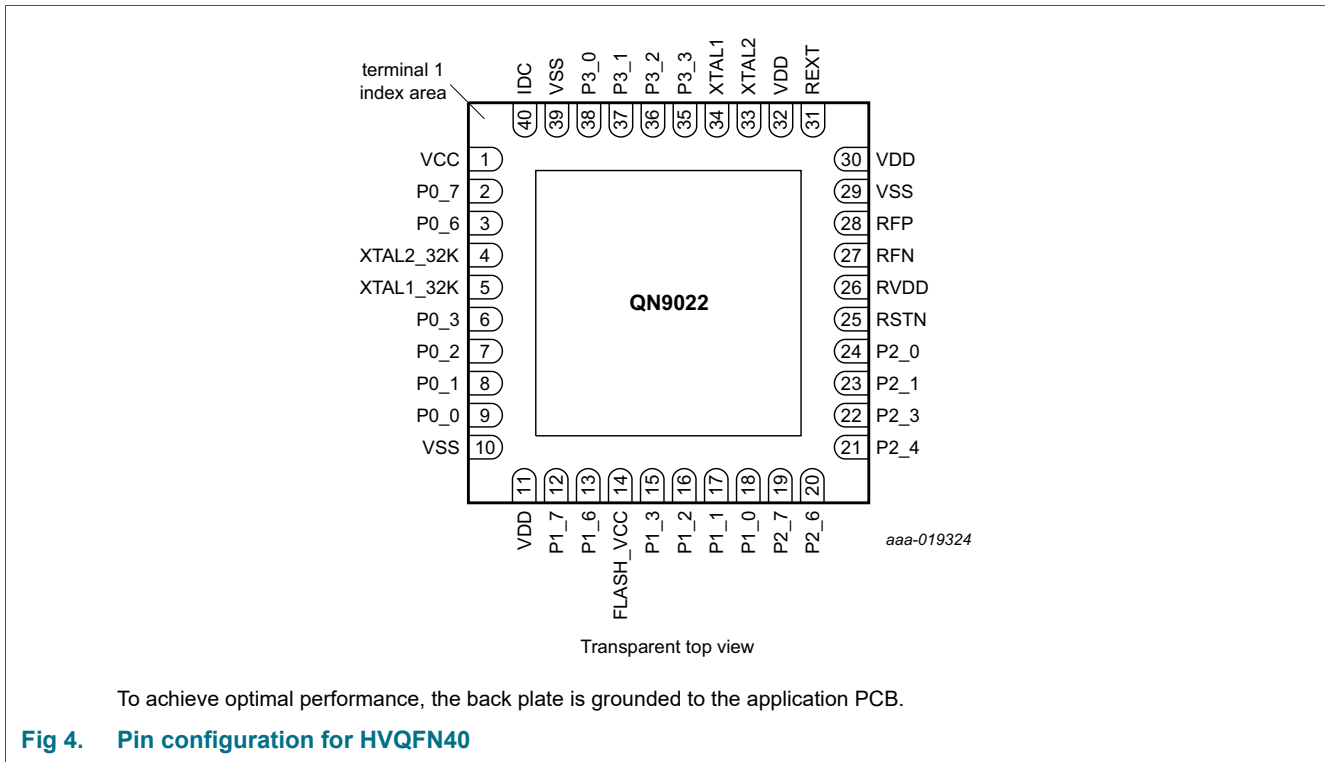 terminal 1
index area
IDC
VSS
P3_0
P3_1
P3_2
P3_3
XTAL1
XTAL2
VDD
REXT
40
39
38
37
36
35
34
33
32
31
VCC 1
P0_7 2
P0_6 3
XTAL2_32K 4
XTAL1_32K 5
P0_3 6
P0_2 7
P0_1 8
P0_0 9
VSS 10
QN9022
30 VDD
29 VSS
28 RFP
27 RFN
26 RVDD
25 RSTN
24 P2_0
23 P2_1
22 P2_3
21 P2_4
11
12
13
14
15
16
17
18
19
20
VDD
P1_7
P1_6
FLASH_VCC
P1_3
P1_2
P1_1
P1_0
P2_7
P2_6
aaa-019324
Transparent top view
To achieve optimal performance, the back plate is grounded to the application PCB.
Fig 4. Pin configuration for HVQFN40